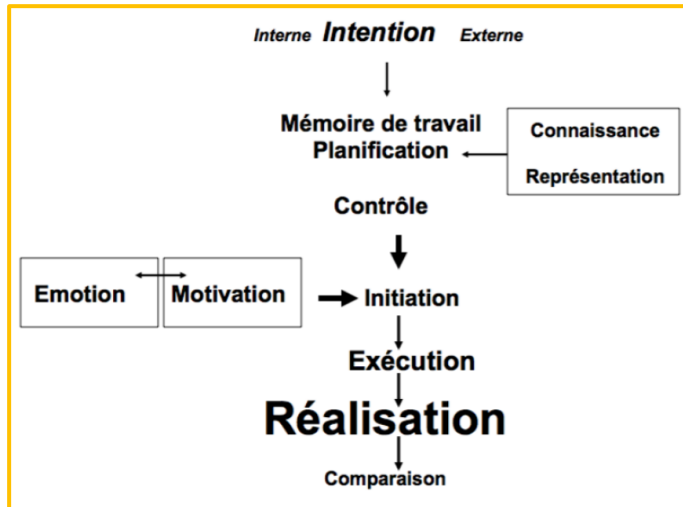 Interne Intention Externe
Mémoire de travail
Planification
Connaissance
Représentation
Contrôle
Emotion Motivation Initiation
Exécution
Réalisation
Comparaison